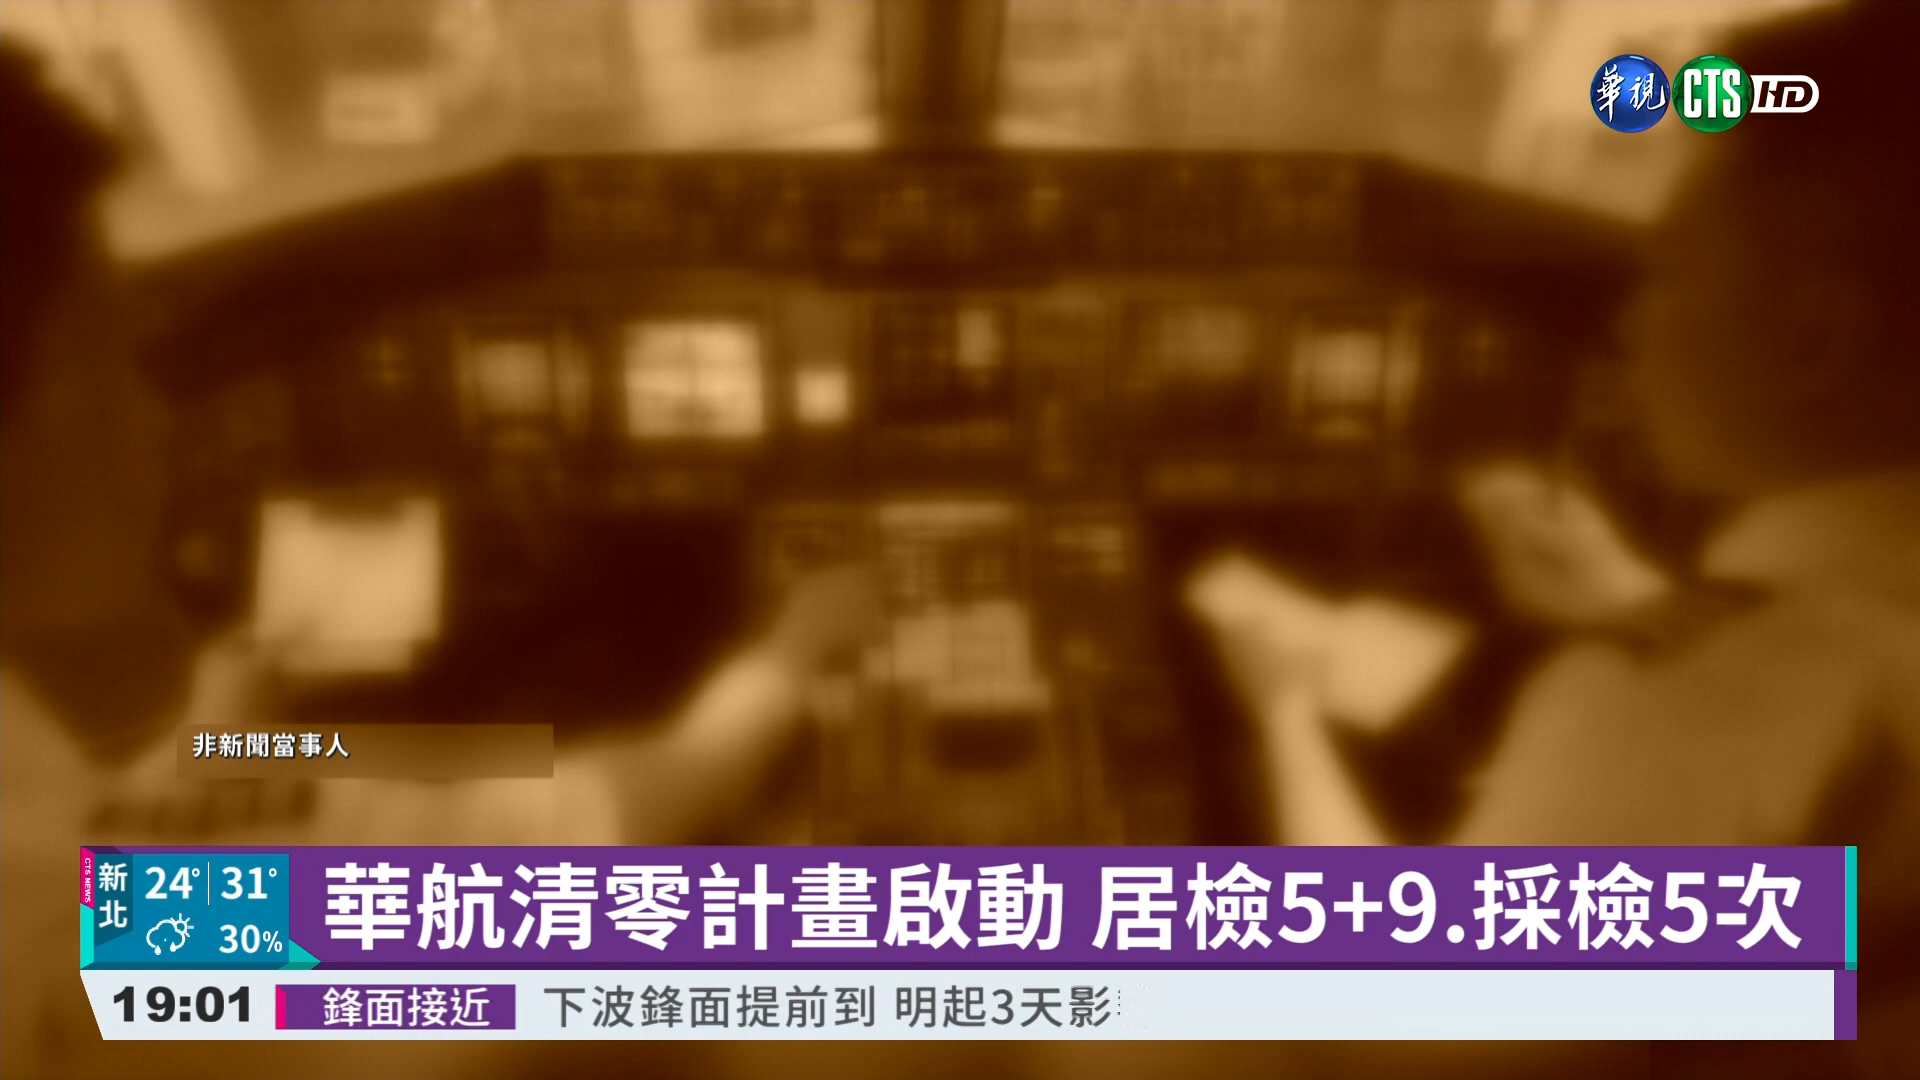 華視 CTS HD
非新聞當事人
CTS NEWS
新北
24° 31°
30%
華航清零計畫啟動 居檢5+9.採檢5次
19:01 鋒面接近 下波鋒面提前到 明起3天影